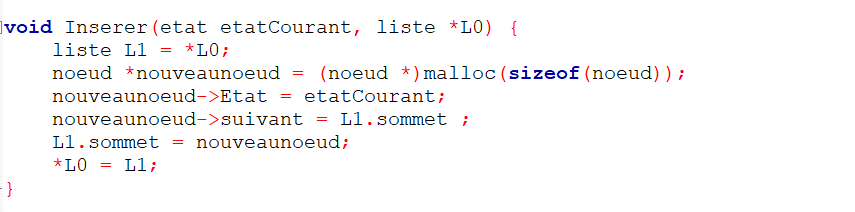 void Inserer(etat etatCourant, liste *L0) {
    liste L1 = *L0;
    noeud *nouveaunoeud = (noeud *)malloc(sizeof(noeud));
    nouveaunoeud->Etat = etatCourant;
    nouveaunoeud->suivant = L1.sommet ;
    L1.sommet = nouveaunoeud;
    *L0 = L1;
}